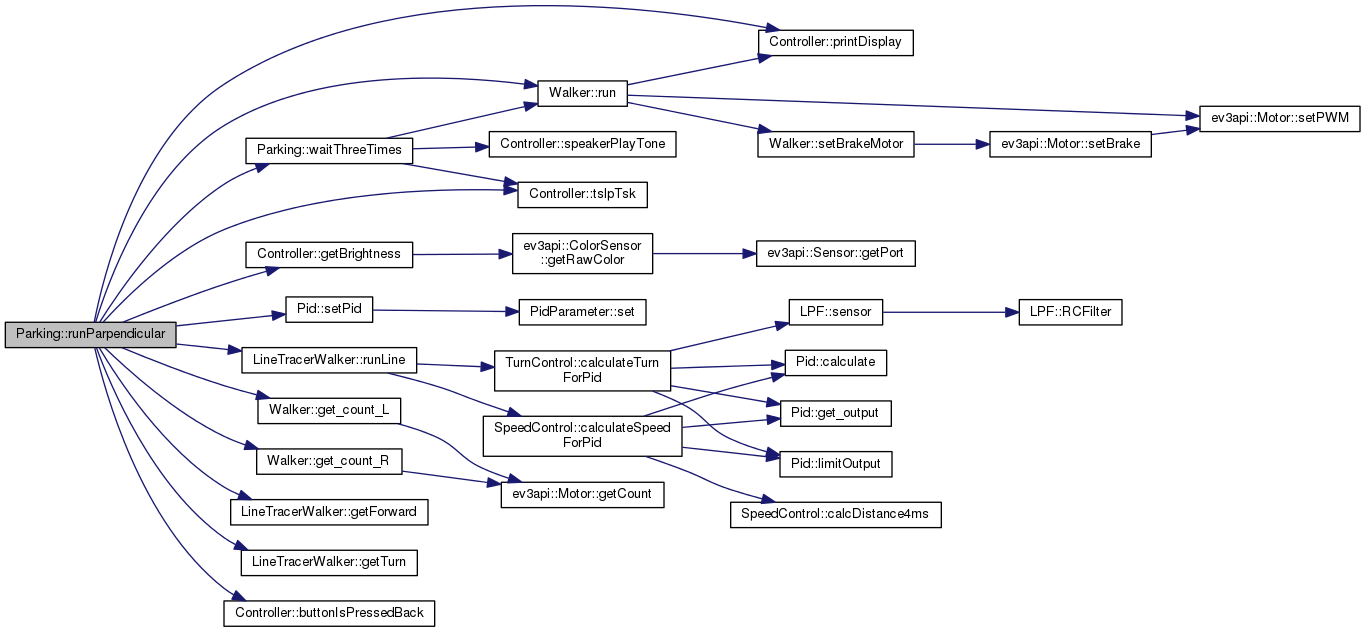 Controller::printDisplay
Walker::run
ev3api::Motor::setPWM
Parking::waitThreeTimes
Controller::speakerPlayTone
Walker::setBrakeMotor
ev3api::Motor::setBrake
Controller::tslpTsk
Controller::getBrightness
ev3api::ColorSensor
::getRawColor
ev3api::Sensor::getPort
Pid::setPid
PidParameter::set
LPF::sensor
LPF::RCFilter
Parking::runParpendicular
LineTracerWalker::runLine
TurnControl::calculateTurn
ForPid
Pid::calculate
Walker::get_count_L
SpeedControl::calculateSpeed
ForPid
Pid::get_output
Walker::get_count_R
Pid::limitOutput
ev3api::Motor::getCount
LineTracerWalker::getForward
SpeedControl::calcDistance4ms
LineTracerWalker::getTurn
Controller::buttonIsPressedBack